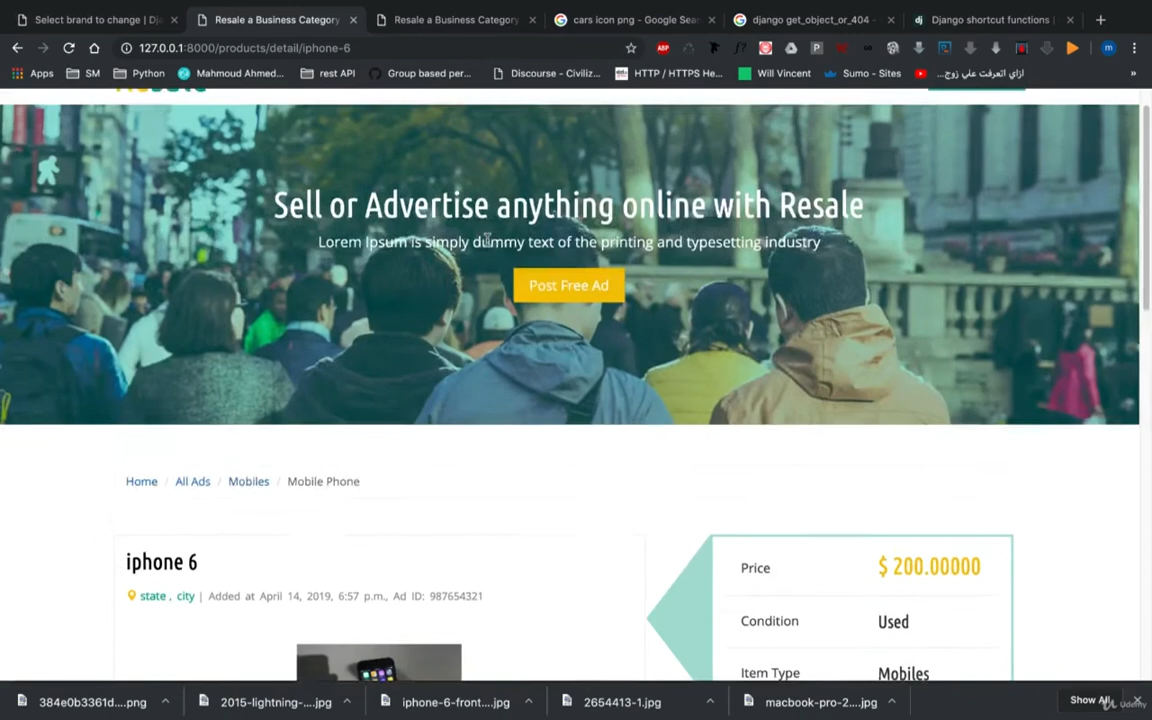 Select brand to change | Dj
Resale a Business Category
Resale a Business Category
cars icon png - Google Sea
django get_object_or_404 -
Django shortcut functions |
127.0.0.1:8000/products/detail/iphone-6
Apps
SM
Python
Mahmoud Ahmed...
rest API
Group based per...
Discourse - Civiliz...
HTTP / HTTPS He...
Will Vincent
Sumo - Sites
ازاي اتعرفت علي زوج...
»
Sell or Advertise anything online with Resale
Lorem Ipsum is simply dummy text of the printing and typesetting industry
Post Free Ad
Home / All Ads / Mobiles / Mobile Phone
iphone 6
state , city | Added at April 14, 2019, 6:57 p.m., Ad ID: 987654321
Price $ 200.00000
Condition Used
Item Type Mobiles
384e0b3361d....png
2015-lightning-....jpg
iphone-6-front....jpg
2654413-1.jpg
macbook-pro-2....jpg
Show All
Udemy